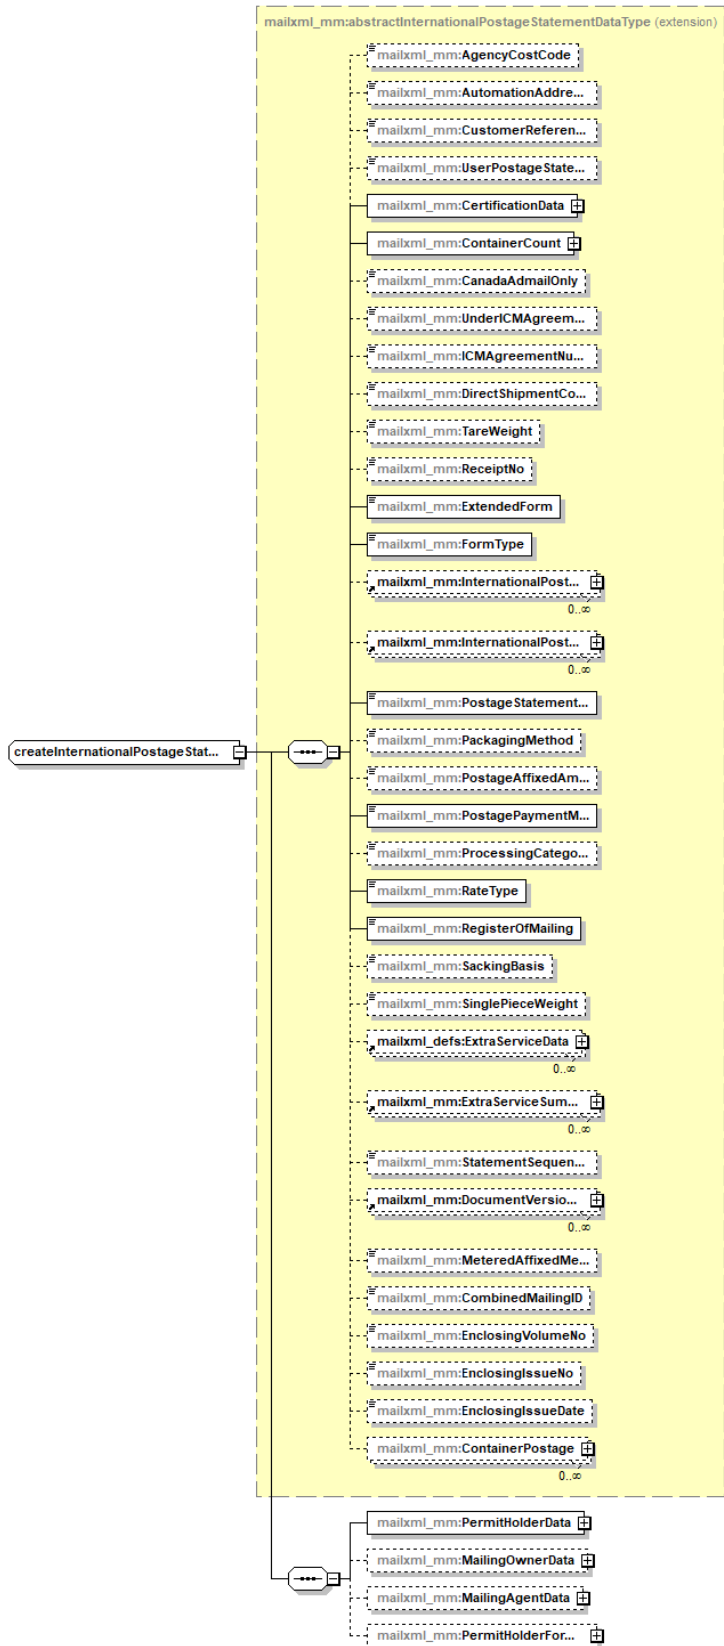 mailxml_mm:abstractInternationalPostageStatementDataType (extension)
mailxml_mm:AgencyCostCode
mailxml_mm:AutomationAddre...
mailxml_mm:CustomerReferen...
mailxml_mm:UserPostageState...
mailxml_mm:CertificationData
mailxml_mm:ContainerCount
mailxml_mm:CanadaAdmailOnly
mailxml_mm:UnderICMAgreem...
mailxml_mm:ICMAgreementNu...
mailxml_mm:DirectShipmentCo...
mailxml_mm:TareWeight
mailxml_mm:ReceiptNo
mailxml_mm:ExtendedForm
mailxml_mm:FormType
mailxml_mm:InternationalPost...
0..∞
mailxml_mm:InternationalPost...
0..∞
mailxml_mm:PostageStatement...
mailxml_mm:PackagingMethod
createInternationalPostageStat...
mailxml_mm:PostageAffixedAm...
mailxml_mm:PostagePaymentM...
mailxml_mm:ProcessingCatego...
mailxml_mm:RateType
mailxml_mm:RegisterOfMailing
mailxml_mm:SackingBasis
mailxml_mm:SinglePieceWeight
mailxml_defs:ExtraServiceData
0..∞
mailxml_mm:ExtraServiceSum...
0..∞
mailxml_mm:StatementSequen...
mailxml_mm:DocumentVersio...
0..∞
mailxml_mm:MeteredAffixedMe...
mailxml_mm:CombinedMailingID
mailxml_mm:EnclosingVolumeNo
mailxml_mm:EnclosingIssueNo
mailxml_mm:EnclosingIssueDate
mailxml_mm:ContainerPostage
0..∞
mailxml_mm:PermitHolderData
mailxml_mm:MailingOwnerData
mailxml_mm:MailingAgentData
mailxml_mm:PermitHolderFor...